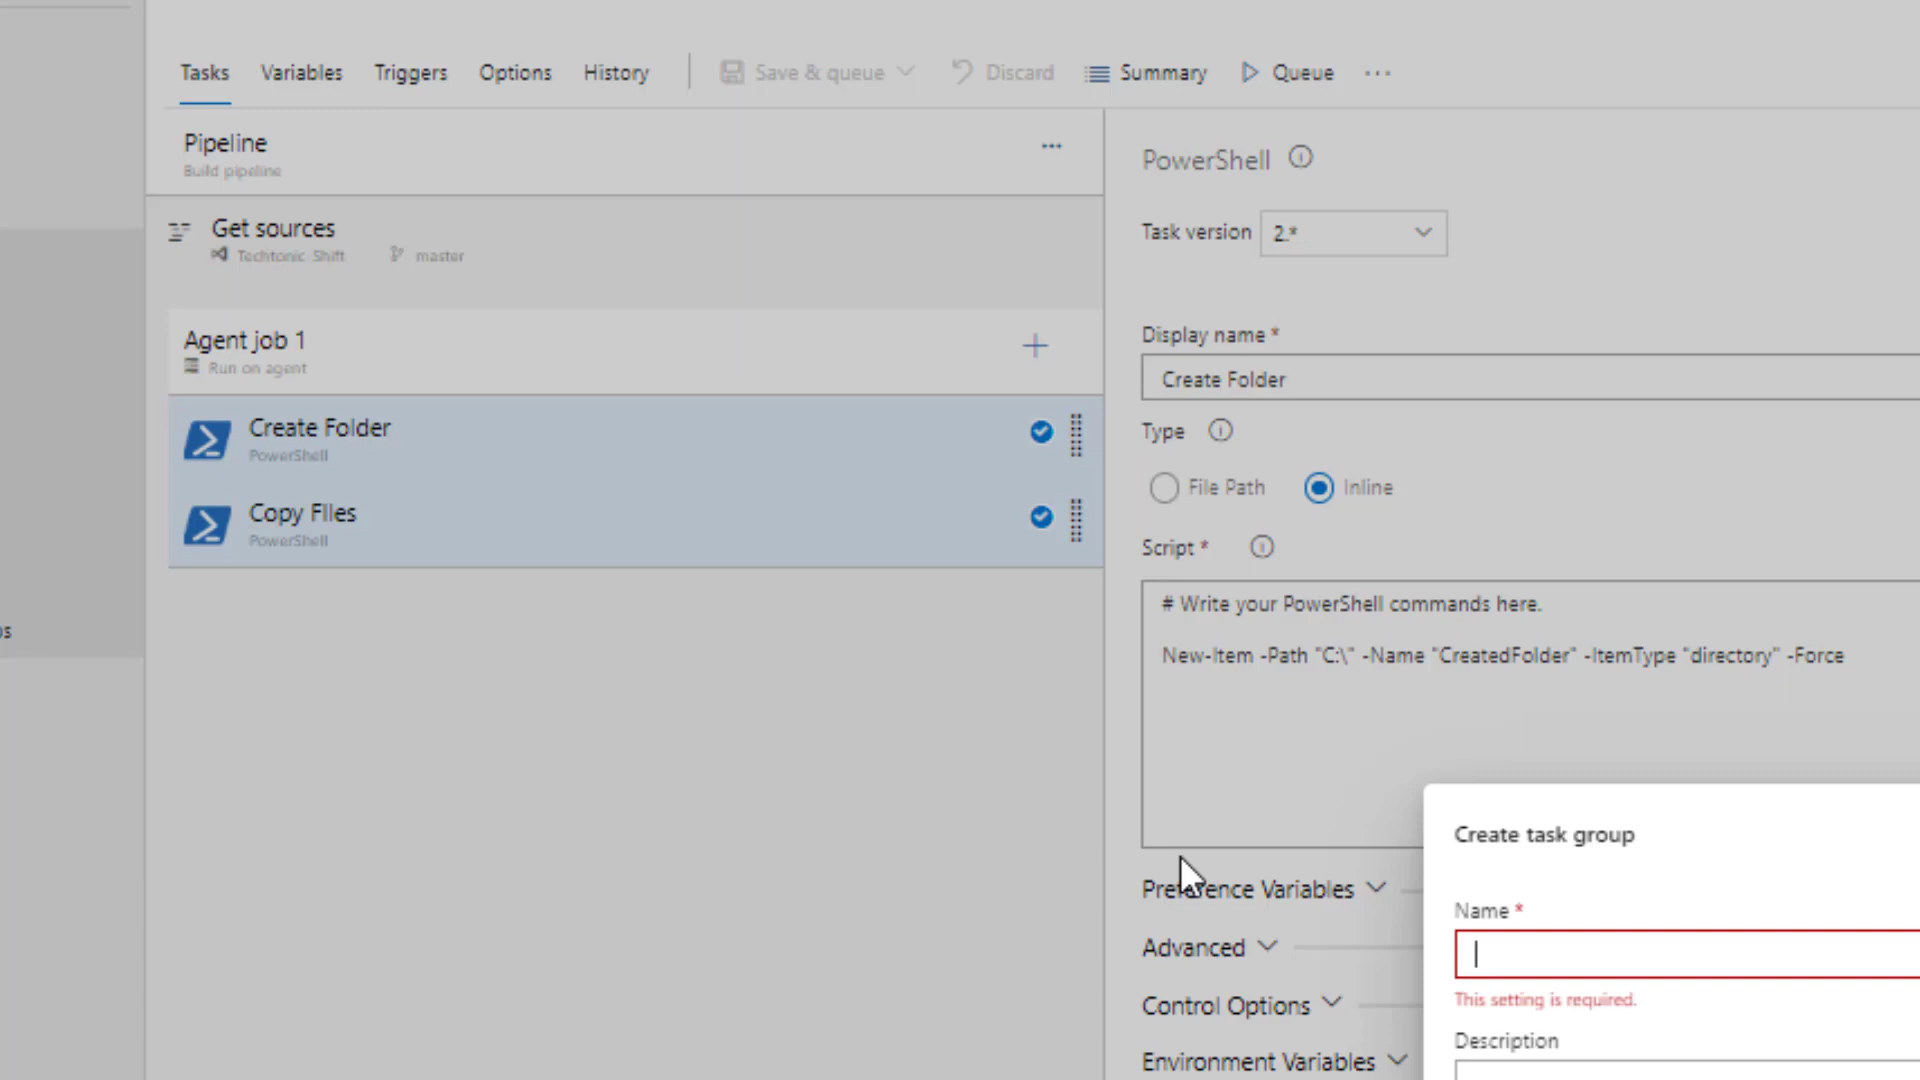 Tasks Variables Triggers Options History Save & queue Discard Summary Queue ...
Pipeline
Build pipeline
...
Get sources
Techtonic Shift master
Agent job 1
Run on agent
Create Folder
PowerShell
Copy FIles
PowerShell
PowerShell
Task version 2.*
Display name *
Create Folder
Type
File Path Inline
Script *
# Write your PowerShell commands here.
New-Item -Path "C:\" -Name "CreatedFolder" -ItemType "directory" -Force
Variables
Advanced
Control Options
Environment Variables
Create task group
Name *
This setting is required.
Description